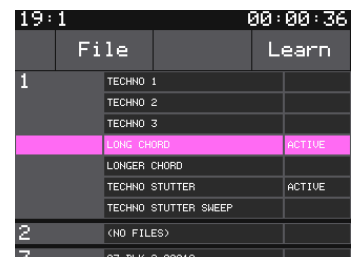 19:1 00:00:36
File Learn
1 TECHNO 1
TECHNO 2
TECHNO 3
LONG CHORD ACTIVE
LONGER CHORD
TECHNO STUTTER ACTIVE
TECHNO STUTTER SWEEP
2 (NO FILES)